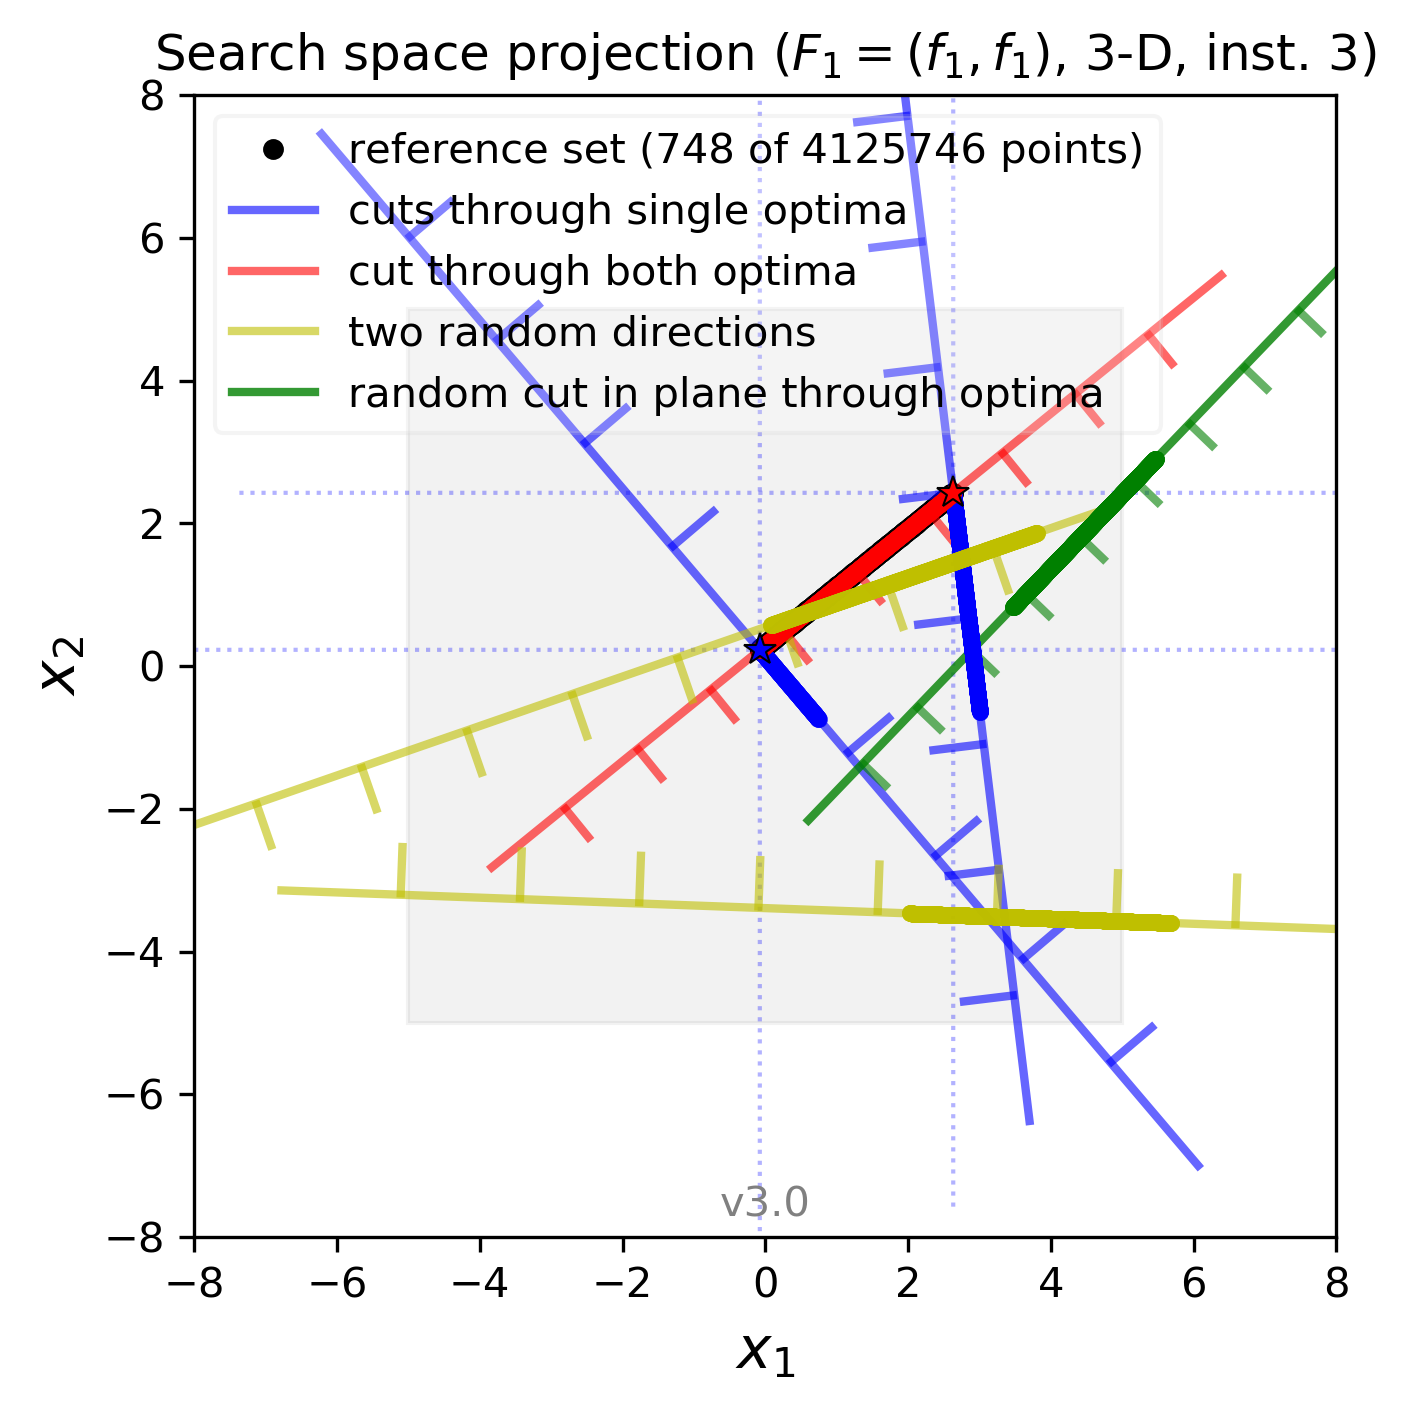 Search space projection (F₁ = (f₁, f₁), 3-D, inst. 3)
reference set (748 of 4125746 points)
cuts through single optima
cut through both optima
two random directions
random cut in plane through optima
8
6
4
2
0
−2
−4
−6
−8
x₂
v3.0
−8 −6 −4 −2 0 2 4 6 8
x₁